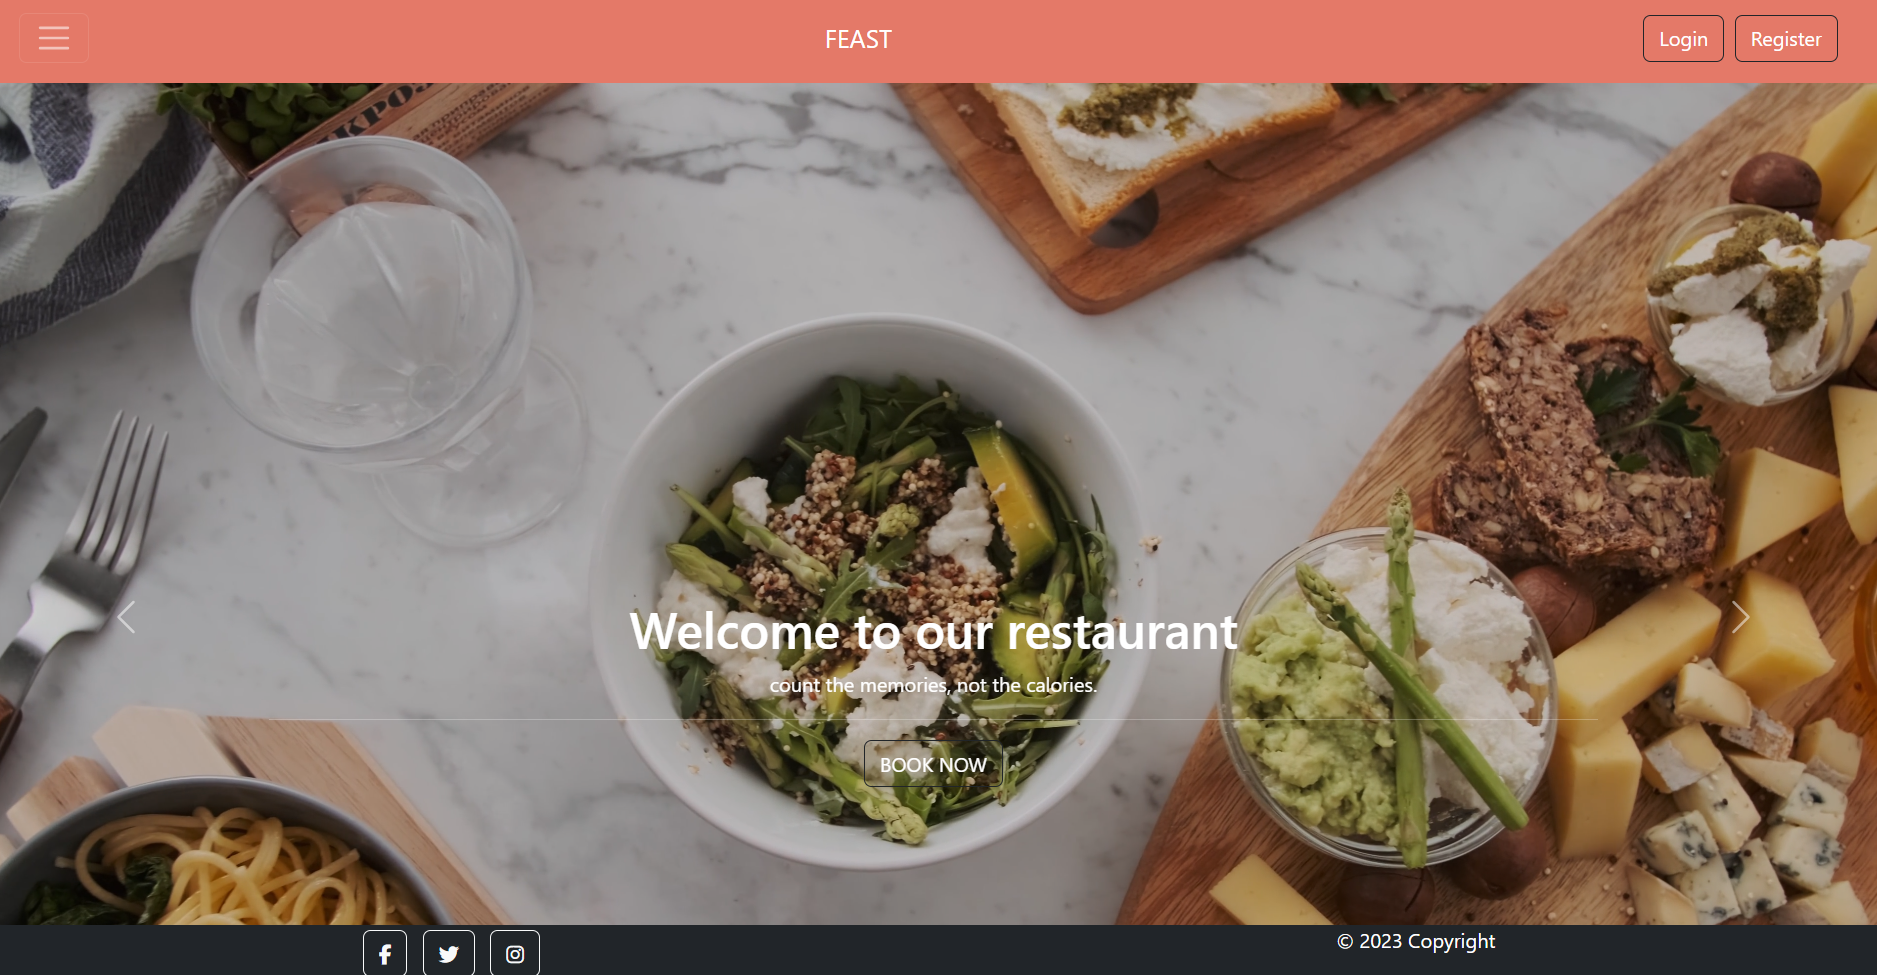 FEAST
Login
Register
Welcome to our restaurant
count the memories, not the calories.
BOOK NOW
© 2023 Copyright